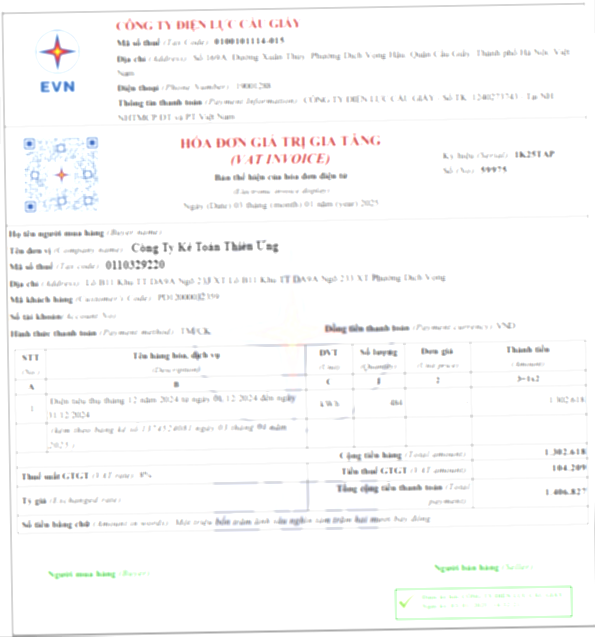 CÔNG TY ĐIỆN LỰC CẦU GIẤY
Mã số thuế (Tax Code): 0100101114-015
Địa chỉ (Address): Số 169A, Đường Xuân Thủy, Phường Dịch Vọng Hậu, Quận Cầu Giấy, Thành phố Hà Nội, Việt
Nam
EVN
Điện thoại (Phone Number): 19001288
Thông tin thanh toán (Payment Information): CÔNG TY ĐIỆN LỰC CẦU GIẤY Số TK: Tại NH
NHTMCP ĐT và PT Việt Nam
HÓA ĐƠN GIÁ TRỊ GIA TĂNG
(VAT INVOICE)
Ký hiệu (Serial): 1K25TAP
Bản thể hiện của hóa đơn điện tử
Số (No): 59975
(Electronic invoice display)
Ngày (Date) 03 tháng (month) 01 năm (year) 2025
Họ tên người mua hàng (Buyer name)
Tên đơn vị (Company name) Công Ty Kế Toán Thiên Ưng
Mã số thuế (Tax code): 0110329220
Địa chỉ (Address): Lô B11 Khu TT DA9A Ngõ 233 XT Lô B11 Khu TT DA9A Ngõ 233 XT Phường Dịch Vọng
Mã khách hàng (Customer's Code):
Số tài khoản (Account No):
Hình thức thanh toán (Payment method): TM/CK
Đồng tiền thanh toán (Payment currency) VND
STT Tên hàng hóa, dịch vụ ĐVT Số lượng Đơn giá Thành tiền
(No) (Description) (Unit) (Quantity) (Unit price) (Amount)
A B C 1 2 3=1x2
1 Điện tiêu thụ tháng 12 năm 2024 từ ngày 12 2024 đến ngày kWh 484 1.302.618
31 12 2024
(kèm theo bảng kê số ngày 03 tháng 01 năm
2025)
Cộng tiền hàng (Total amount): 1.302.618
Thuế suất GTGT (VAT rate): 8% Tiền thuế GTGT (VAT amount): 104.209
Tỷ giá (Exchanged rate): Tổng cộng tiền thanh toán (Total 1.406.827
payment):
Số tiền bằng chữ (Amount in words): Một triệu bốn trăm linh sáu nghìn tám trăm hai mươi bảy đồng
Người mua hàng (Buyer)
Người bán hàng (Seller)